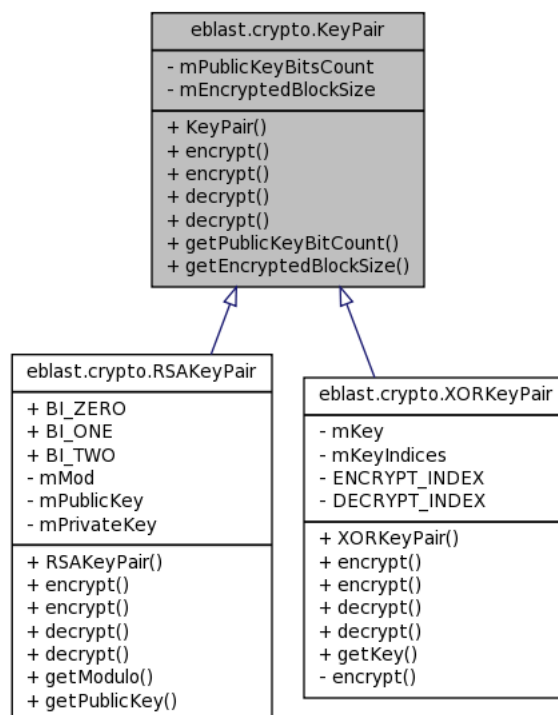 eblast.crypto.KeyPair
- mPublicKeyBitsCount
- mEncryptedBlockSize
+ KeyPair()
+ encrypt()
+ encrypt()
+ decrypt()
+ decrypt()
+ getPublicKeyBitCount()
+ getEncryptedBlockSize()
eblast.crypto.RSAKeyPair
+ BI_ZERO
+ BI_ONE
+ BI_TWO
- mMod
- mPublicKey
- mPrivateKey
+ RSAKeyPair()
+ encrypt()
+ encrypt()
+ decrypt()
+ decrypt()
+ getModulo()
+ getPublicKey()
eblast.crypto.XORKeyPair
- mKey
- mKeyIndices
- ENCRYPT_INDEX
- DECRYPT_INDEX
+ XORKeyPair()
+ encrypt()
+ encrypt()
+ decrypt()
+ decrypt()
+ getKey()
- encrypt()